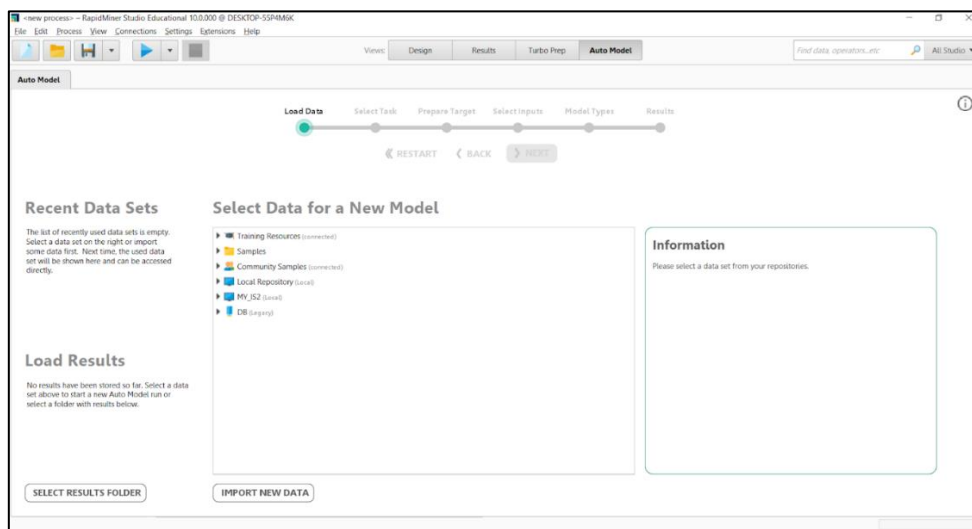 <new process> – RapidMiner Studio Educational 10.0.000 @ DESKTOP-55P4M6K
File Edit Process View Connections Settings Extensions Help
Views: Design Results Turbo Prep Auto Model
Find data, operators...etc
All Studio
Auto Model
Load Data Select Task Prepare Target Select Inputs Model Types Results
RESTART BACK NEXT
Recent Data Sets
The list of recently used data sets is empty.
Select a data set on the right or import
some data first. Next time, the used data
set will be shown here and can be accessed
directly.
Load Results
No results have been stored so far. Select a data
set above to start a new Auto Model run or
select a folder with results below.
SELECT RESULTS FOLDER
Select Data for a New Model
Training Resources (connected)
Samples
Community Samples (connected)
Local Repository (Local)
MY_IS2 (Local)
DB (Legacy)
IMPORT NEW DATA
Information
Please select a data set from your repositories.